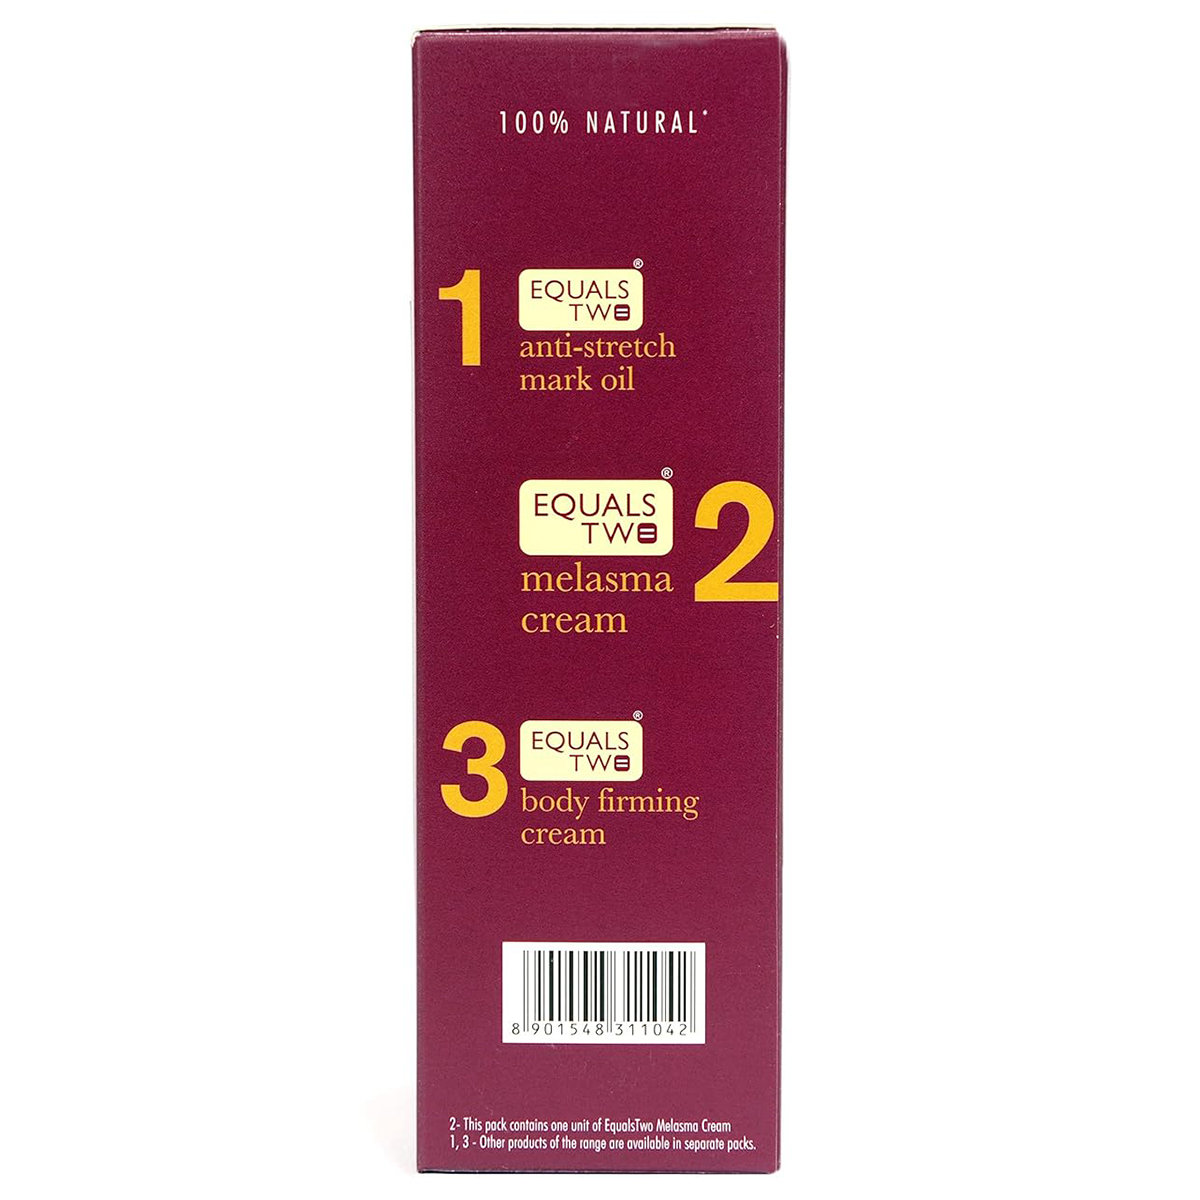 100% NATURAL*
1
EQUALS
TWO
®
anti-stretch
mark oil
EQUALS
TWO
®
2
melasma
cream
3
EQUALS
TWO
®
body firming
cream
8 901548 311042
2- This pack contains one unit of EqualsTwo Melasma Cream
1, 3 - Other products of the range are available in separate packs.